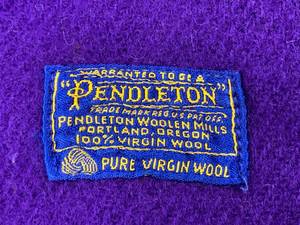 WARRANTED TO BE A
"PENDLETON"
TRADE MARK REG. U.S. PAT. OFF.
PENDLETON WOOLEN MILLS
PORTLAND, OREGON
100% VIRGIN WOOL
PURE VIRGIN WOOL